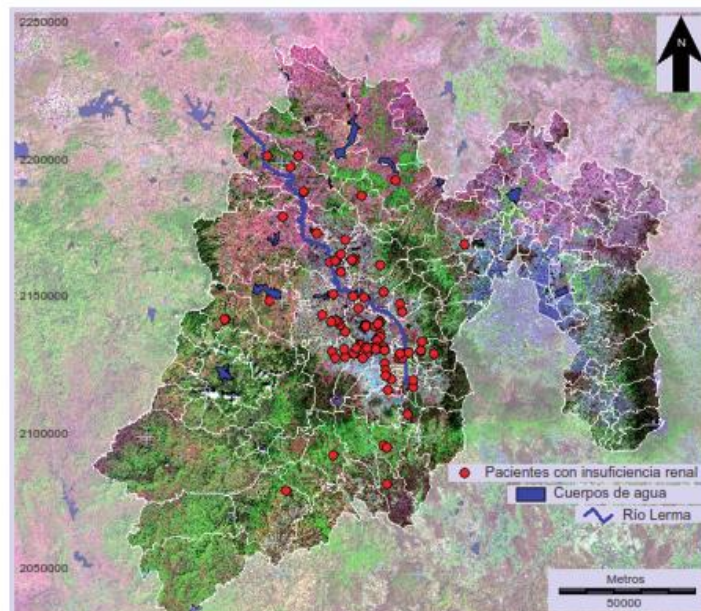 2250000
N
2200000
2150000
2100000
Pacientes con insuficiencia renal
Cuerpos de agua
Río Lerma
2050000
Metros
50000